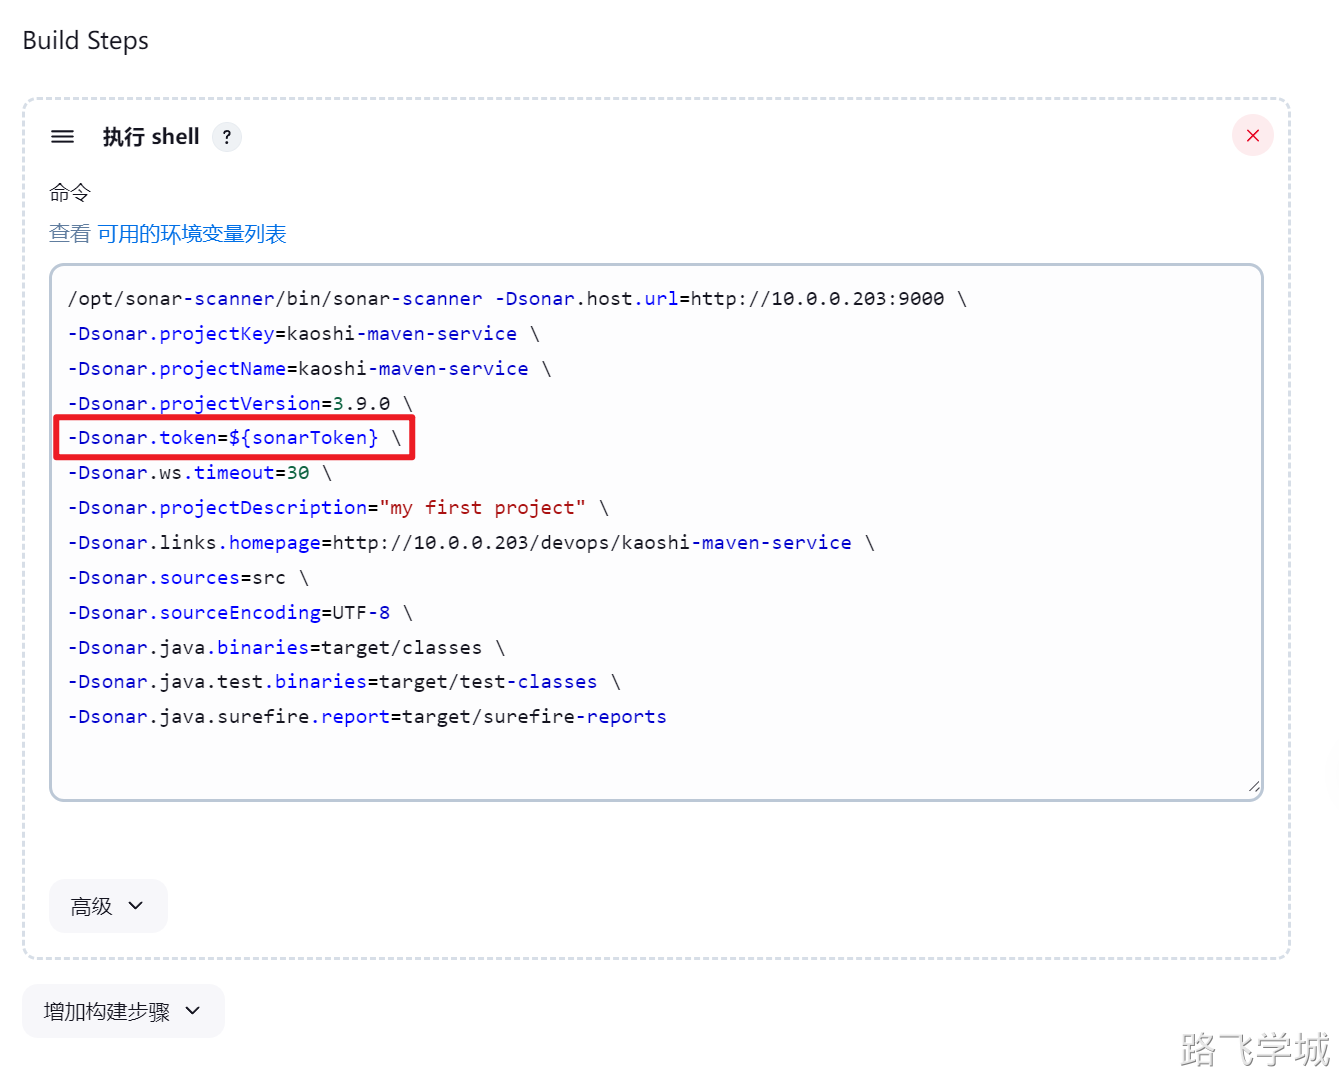 Build Steps
执行 shell ?
命令
查看 可用的环境变量列表
/opt/sonar-scanner/bin/sonar-scanner -Dsonar.host.url=http://10.0.0.203:9000 \
-Dsonar.projectKey=kaoshi-maven-service \
-Dsonar.projectName=kaoshi-maven-service \
-Dsonar.projectVersion=3.9.0 \
-Dsonar.token=${sonarToken} \
-Dsonar.ws.timeout=30 \
-Dsonar.projectDescription="my first project" \
-Dsonar.links.homepage=http://10.0.0.203/devops/kaoshi-maven-service \
-Dsonar.sources=src \
-Dsonar.sourceEncoding=UTF-8 \
-Dsonar.java.binaries=target/classes \
-Dsonar.java.test.binaries=target/test-classes \
-Dsonar.java.surefire.report=target/surefire-reports
高级
增加构建步骤
路飞学城